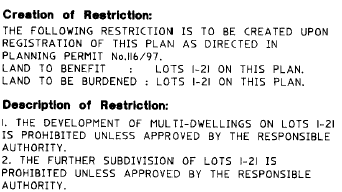 Creation of Restriction:
THE FOLLOWING RESTRICTION IS TO BE CREATED UPON
REGISTRATION OF THIS PLAN AS DIRECTED IN
PLANNING PERMIT No.116/97.
LAND TO BENEFIT : LOTS 1-21 ON THIS PLAN.
LAND TO BE BURDENED : LOTS 1-21 ON THIS PLAN.
Description of Restriction:
1. THE DEVELOPMENT OF MULTI-DWELLINGS ON LOTS 1-21
IS PROHIBITED UNLESS APPROVED BY THE RESPONSIBLE
AUTHORITY.
2. THE FURTHER SUBDIVISION OF LOTS 1-21 IS
PROHIBITED UNLESS APPROVED BY THE RESPONSIBLE
AUTHORITY.